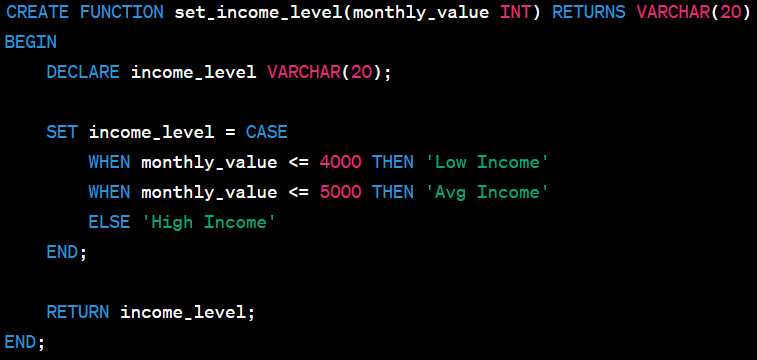 CREATE FUNCTION set_income_level(monthly_value INT) RETURNS VARCHAR(20)
BEGIN
    DECLARE income_level VARCHAR(20);

    SET income_level = CASE
        WHEN monthly_value <= 4000 THEN 'Low Income'
        WHEN monthly_value <= 5000 THEN 'Avg Income'
        ELSE 'High Income'
    END;

    RETURN income_level;
END;